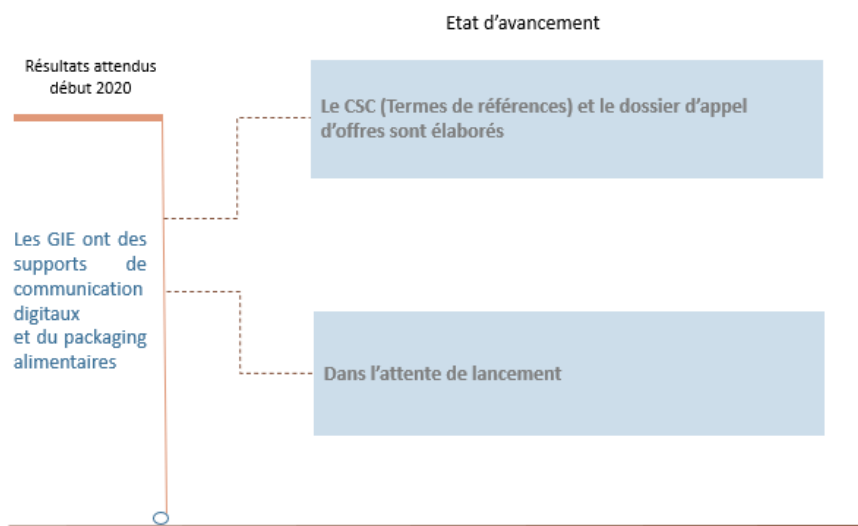 Etat d’avancement
Résultats attendus
début 2020
Le CSC (Termes de références) et le dossier d’appel
d’offres sont élaborés
Les GIE ont des
supports de
communication
digitaux
et du packaging
alimentaires
Dans l’attente de lancement